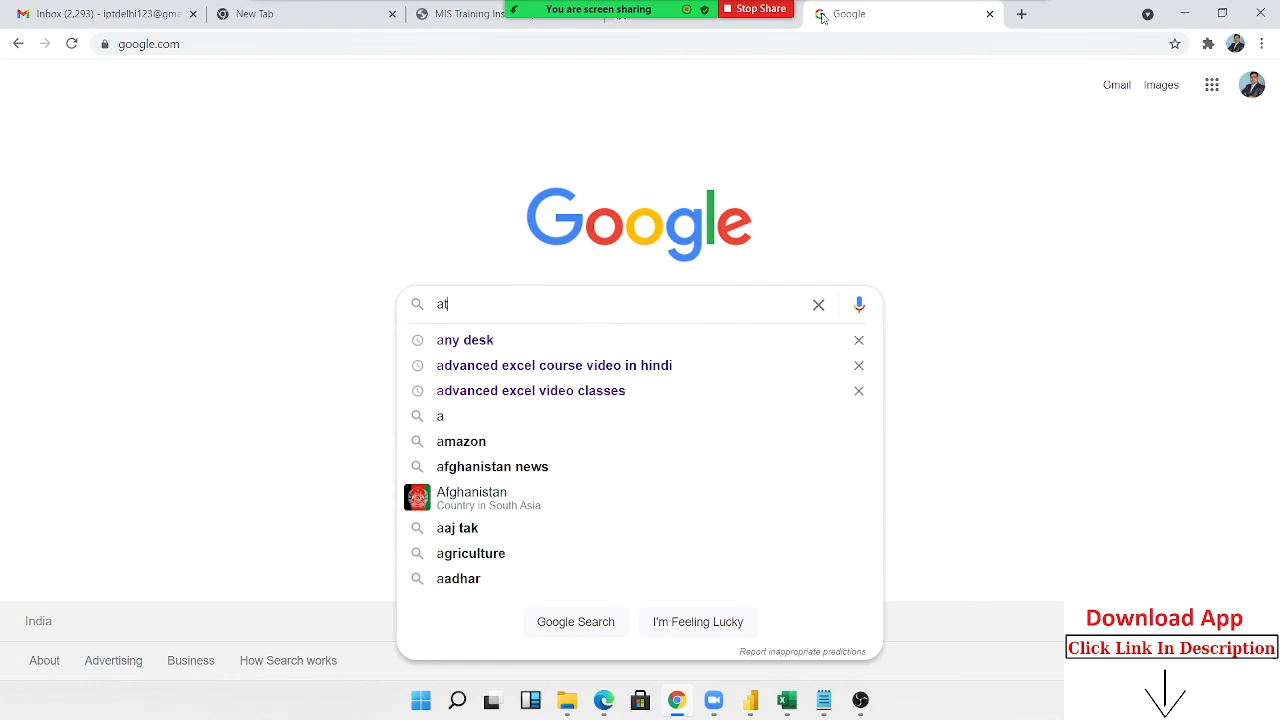 Inbox (2,293) - iptdelhi123@gma
New Tab
MIS Training Ins
You are screen sharing
Stop Share
Google
google.com
Gmail
Images
Google
at
any desk
advanced excel course video in hindi
advanced excel video classes
a
amazon
afghanistan news
Afghanistan
Country in South Asia
aaj tak
agriculture
aadhar
Google Search
I'm Feeling Lucky
Report inappropriate predictions
India
About
Advertising
Business
How Search works
Download App
Click Link In Description